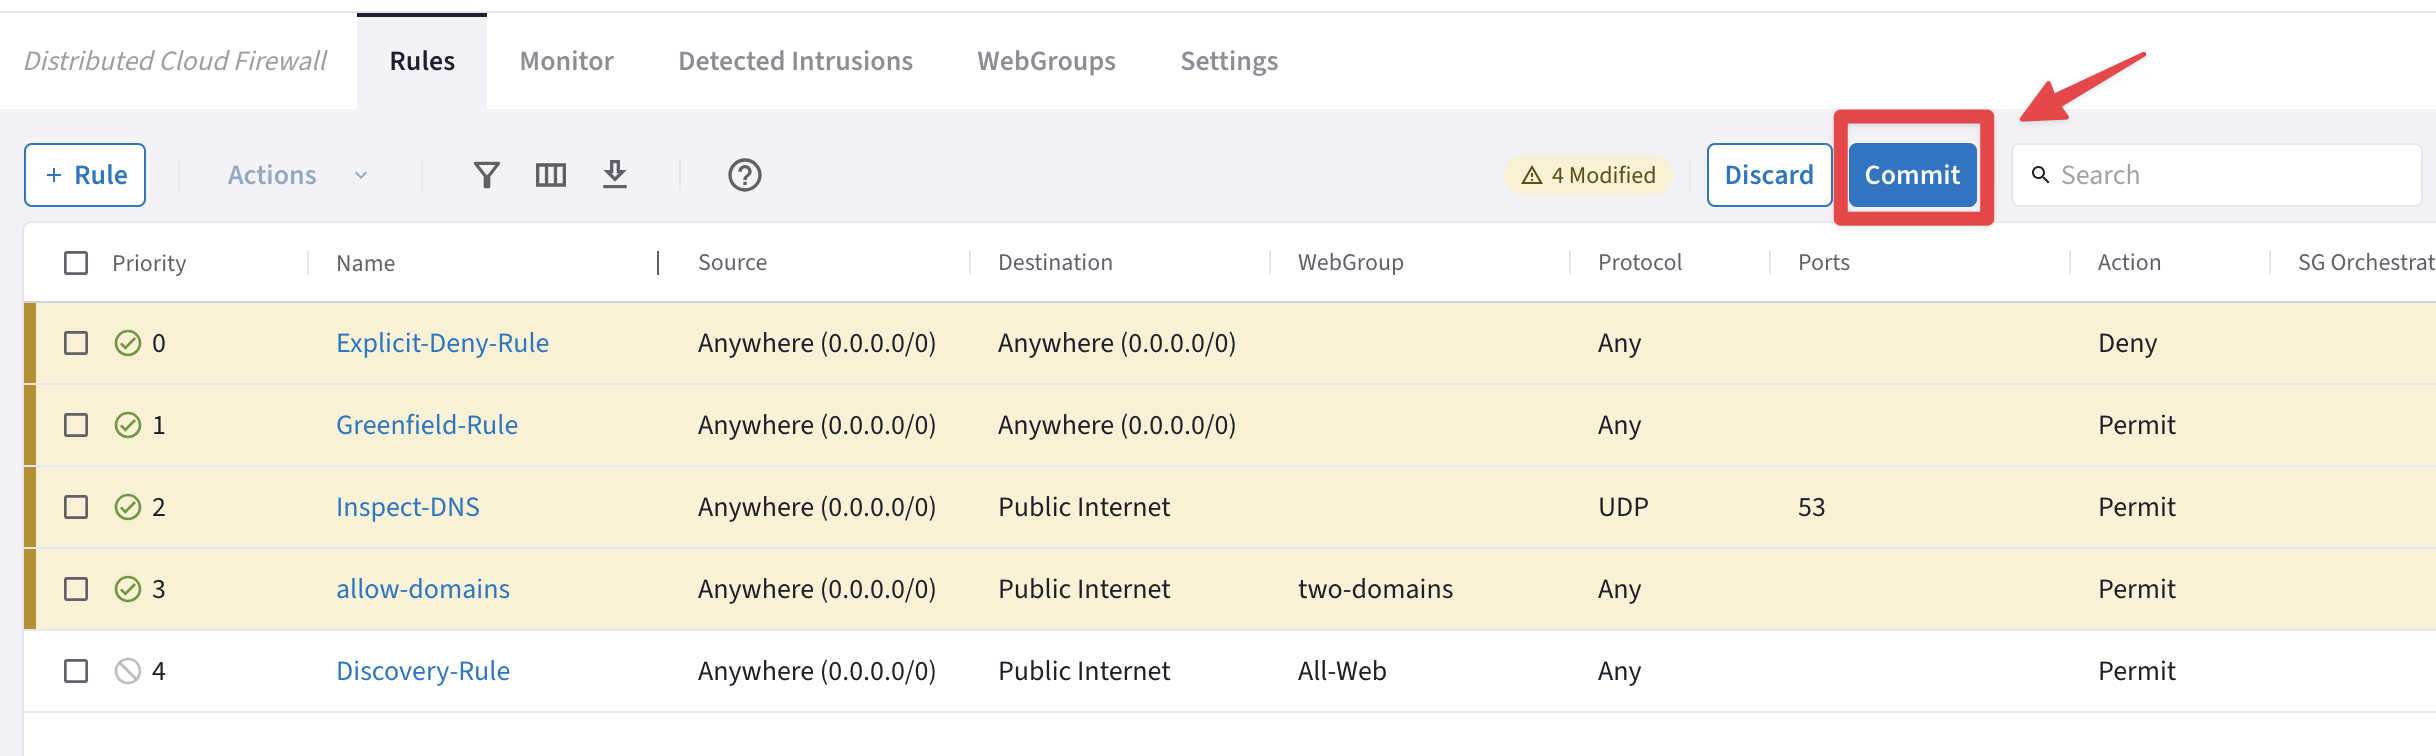 Distributed Cloud Firewall Rules Monitor Detected Intrusions WebGroups Settings
+ Rule Actions 4 Modified Discard Commit Search
Priority Name Source Destination WebGroup Protocol Ports Action SG Orchestrat
0 Explicit-Deny-Rule Anywhere (0.0.0.0/0) Anywhere (0.0.0.0/0) Any Deny
1 Greenfield-Rule Anywhere (0.0.0.0/0) Anywhere (0.0.0.0/0) Any Permit
2 Inspect-DNS Anywhere (0.0.0.0/0) Public Internet UDP 53 Permit
3 allow-domains Anywhere (0.0.0.0/0) Public Internet two-domains Any Permit
4 Discovery-Rule Anywhere (0.0.0.0/0) Public Internet All-Web Any Permit